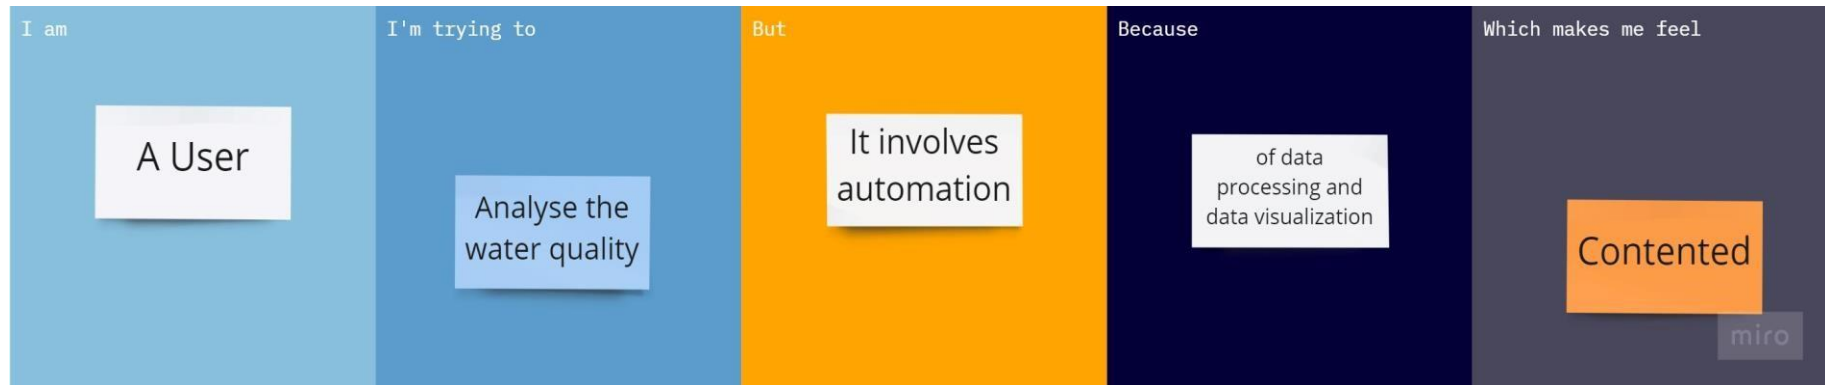 I am
A User
I'm trying to
Analyse the
water quality
But
It involves
automation
Because
of data
processing and
data visualization
Which makes me feel
Contented
miro